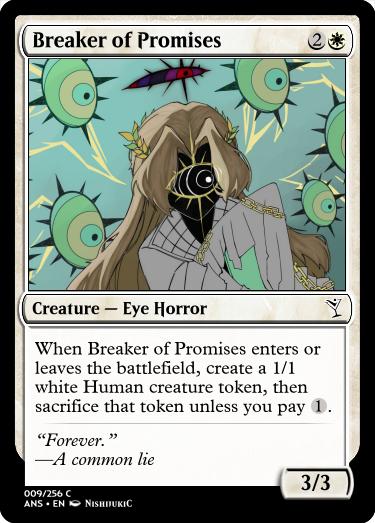 Breaker of Promises 2
Creature — Eye Horror
When Breaker of Promises enters or
leaves the battlefield, create a 1/1
white Human creature token, then
sacrifice that token unless you pay 1.
“Forever.”
—A common lie
3/3
009/256 C
ANS • EN NishijukiC